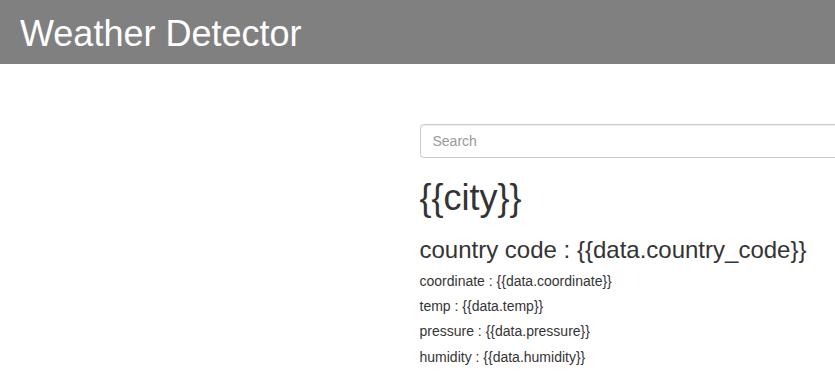 Weather Detector
Search
{{city}}
country code : {{data.country_code}}
coordinate : {{data.coordinate}}
temp : {{data.temp}}
pressure : {{data.pressure}}
humidity : {{data.humidity}}